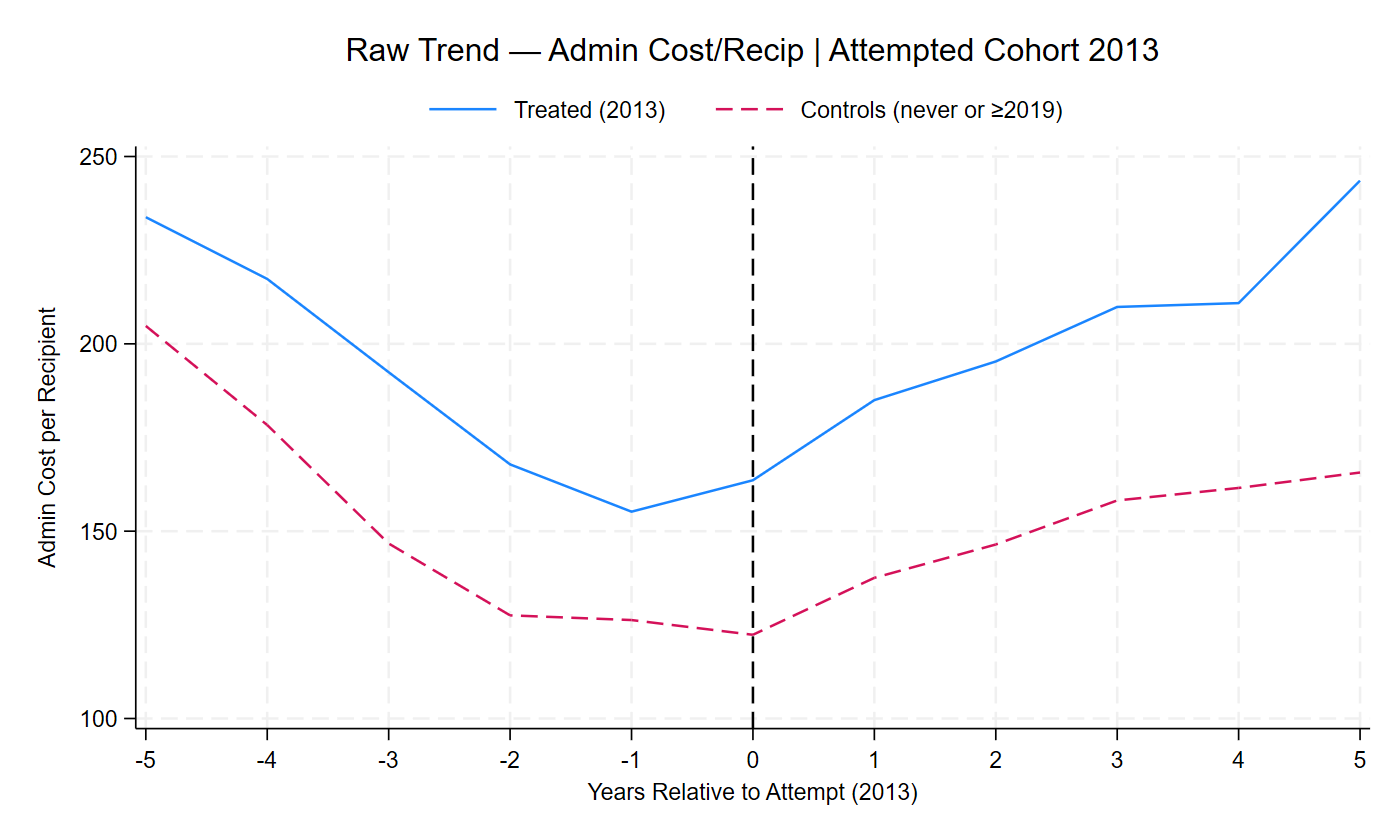 Raw Trend — Admin Cost/Recip | Attempted Cohort 2013
Treated (2013) Controls (never or ≥2019)
Admin Cost per Recipient
250
200
150
100
-5 -4 -3 -2 -1 0 1 2 3 4 5
Years Relative to Attempt (2013)